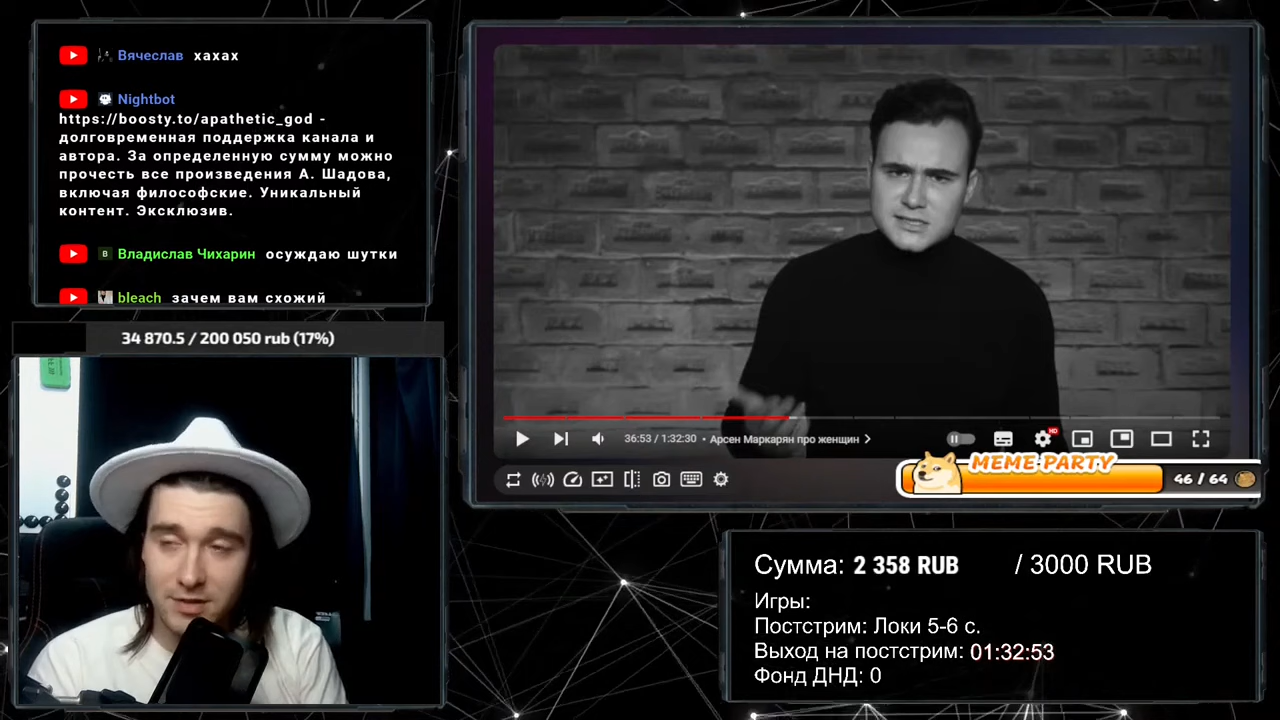 Вячеслав хахах
Nightbot
https://boosty.to/apathetic_god -
долговременная поддержка канала и
автора. За определенную сумму можно
прочесть все произведения А. Шадова,
включая философские. Уникальный
контент. Эксклюзив.
B Владислав Чихарин осуждаю шутки
bleach зачем вам схожий
34 870.5 / 200 050 rub (17%)
36:53 / 1:32:30 • Арсен Маркарян про женщин
HD
MEME PARTY
46 / 64
Сумма: 2 358 RUB / 3000 RUB
Игры:
Постстрим: Локи 5-6 с.
Выход на постстрим: 01:32:53
Фонд ДНД: 0